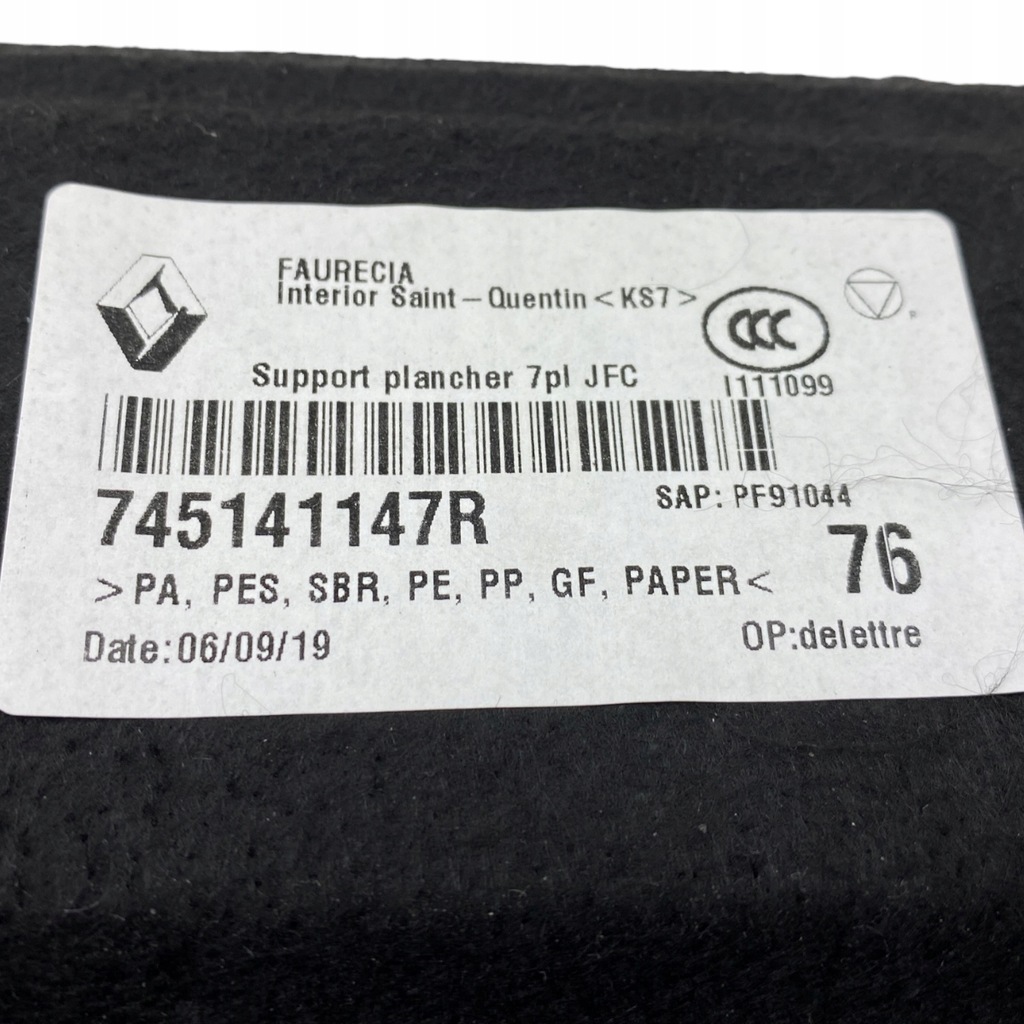 FAURECIA
Interior Saint-Quentin <KS7>
CCC
Support plancher 7pl JFC
I111099
745141147R
SAP: PF91044
76
>PA, PES, SBR, PE, PP, GF, PAPER<
Date:06/09/19
OP:delettre